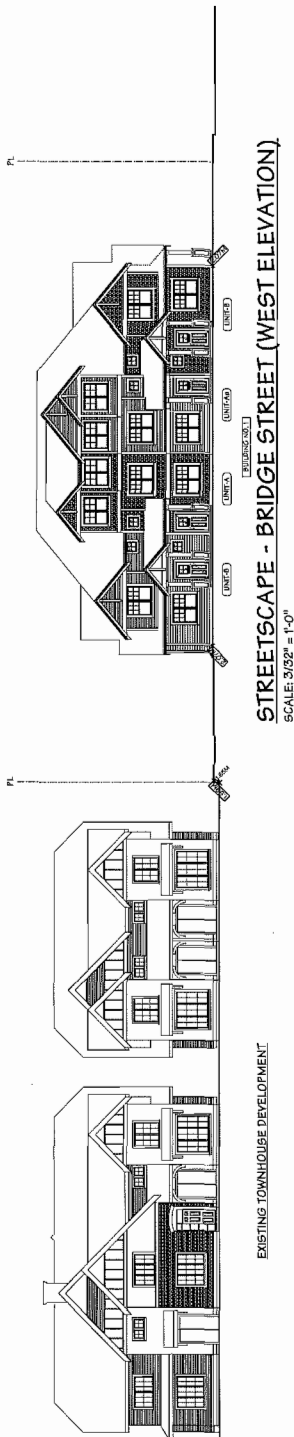 PL
PL
EXISTING TOWNHOUSE DEVELOPMENT
UNIT-B
UNIT-A
UNIT-Aa
UNIT-B
BUILDING NO. 1
STREETSCAPE - BRIDGE STREET (WEST ELEVATION)
SCALE: 3/32" = 1'-0"